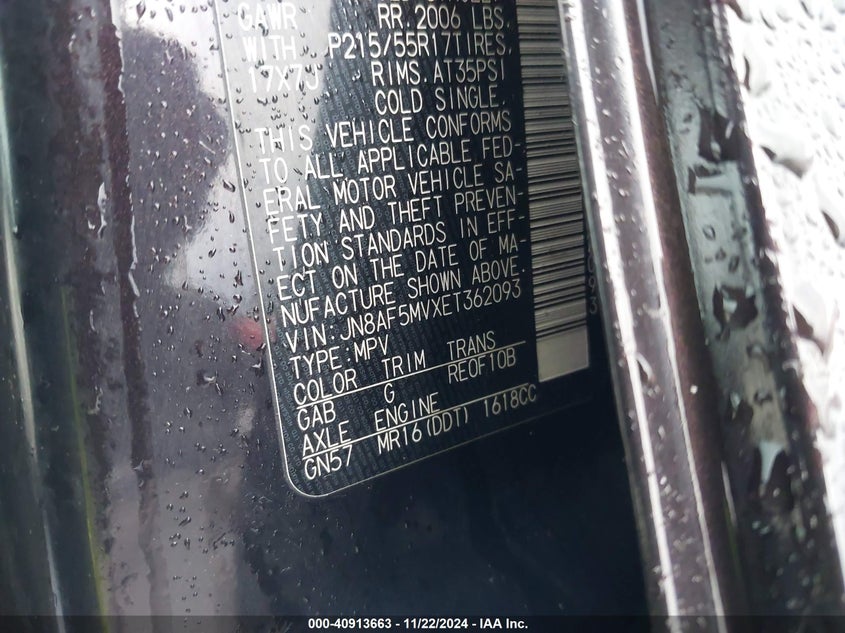 GAWR RR. 2006 LBS.
WITH P215/55R17TIRES,
17X7J RIMS. AT35PSI
COLD SINGLE.
THIS VEHICLE CONFORMS
TO ALL APPLICABLE FED-
ERAL MOTOR VEHICLE SA-
FETY AND THEFT PREVEN-
TION STANDARDS IN EFF-
ECT ON THE DATE OF MA-
NUFACTURE SHOWN ABOVE.
VIN: JN8AF5MVXET362093
TYPE: MPV
COLOR TRIM TRANS
GAB G RE0F10B
AXLE ENGINE
GN57 MR16(DDT) 1618CC
000-40913663 - 11/22/2024 - IAA Inc.